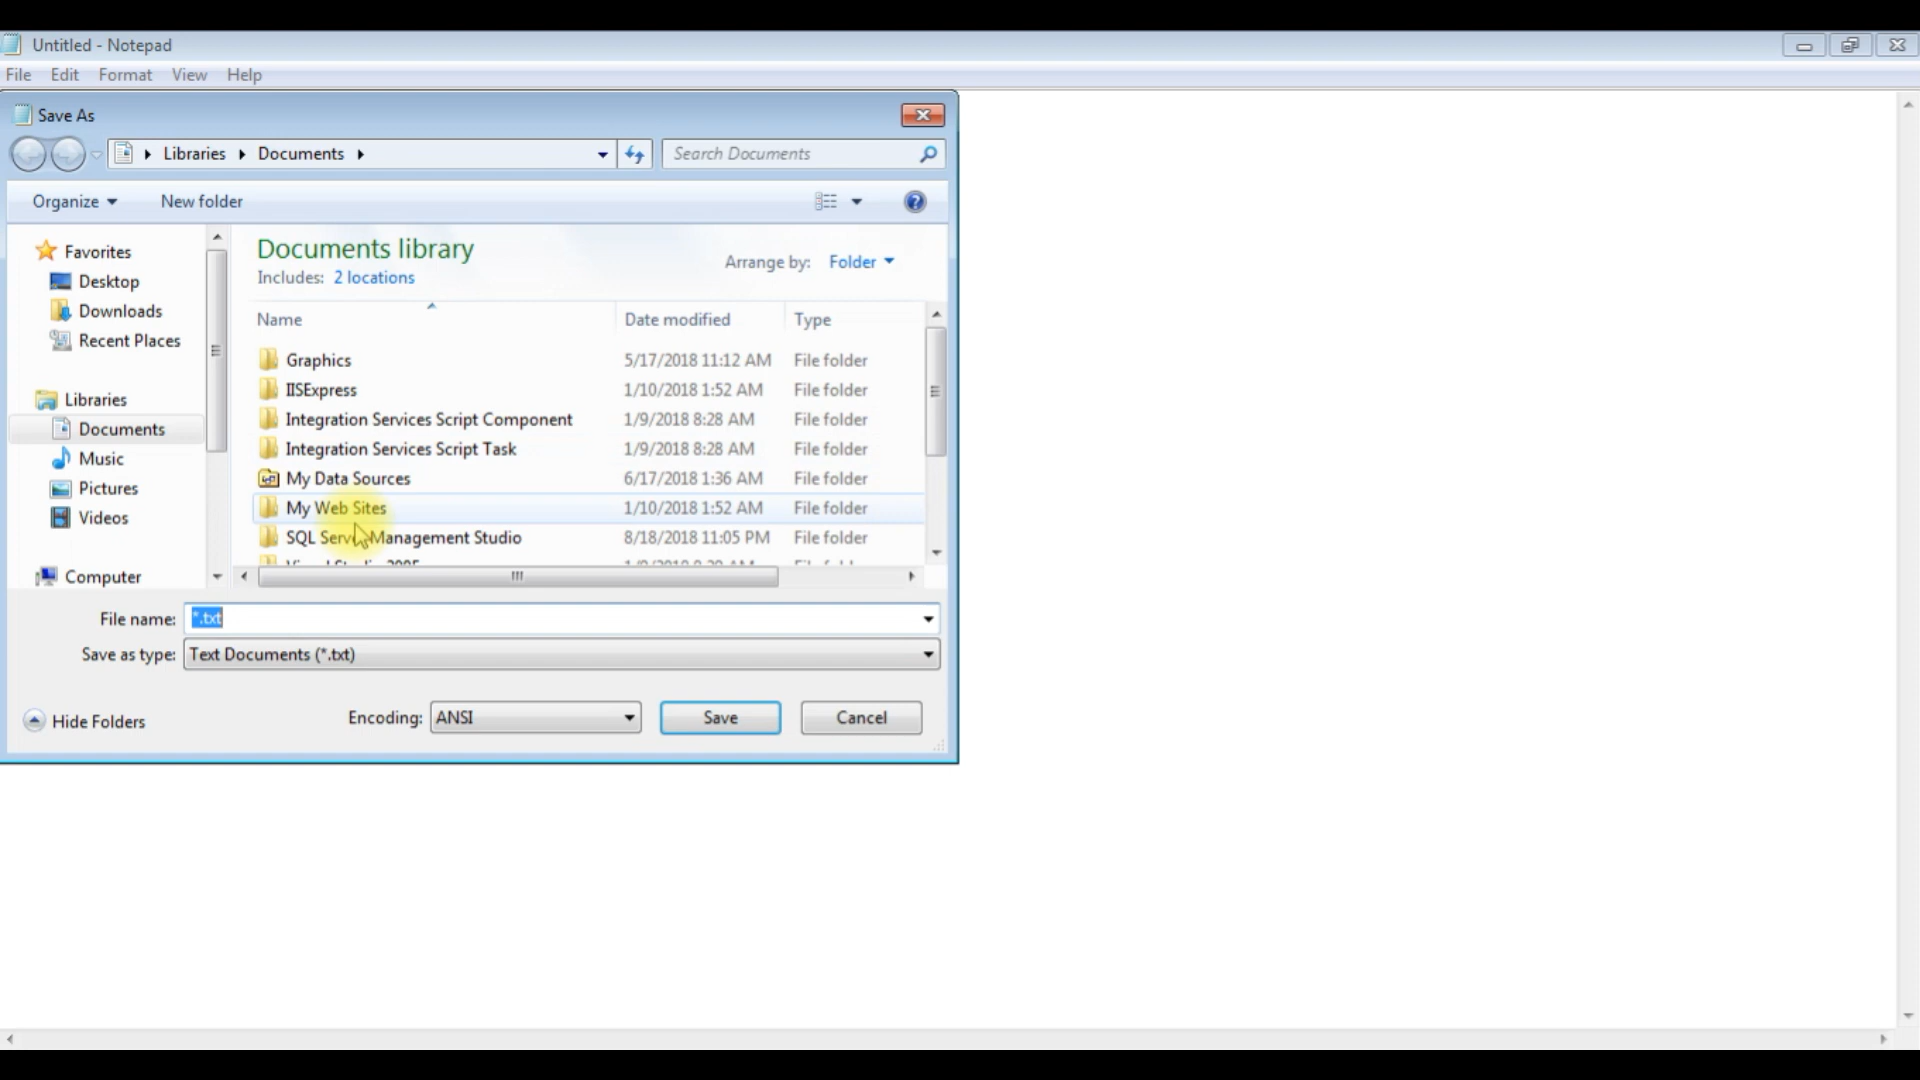 Untitled - Notepad
File Edit Format View Help
Save As
Libraries Documents Search Documents
Organize New folder
Favorites
Desktop
Downloads
Recent Places
Libraries
Documents
Music
Pictures
Videos
Computer
Documents library
Includes: 2 locations
Arrange by: Folder
Name Date modified Type
Graphics 5/17/2018 11:12 AM File folder
IISExpress 1/10/2018 1:52 AM File folder
Integration Services Script Component 1/9/2018 8:28 AM File folder
Integration Services Script Task 1/9/2018 8:28 AM File folder
My Data Sources 6/17/2018 1:36 AM File folder
My Web Sites 1/10/2018 1:52 AM File folder
SQL Server Management Studio 8/18/2018 11:05 PM File folder
File name: *.txt
Save as type: Text Documents (*.txt)
Hide Folders Encoding: ANSI Save Cancel